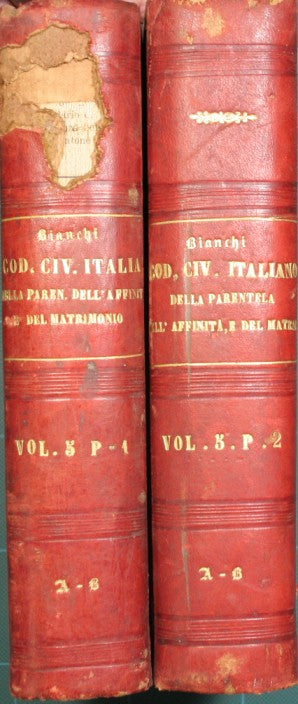 Bianchi
COD. CIV. ITALIA
DELLA PAREN. DELL'AFFINIT
E DEL MATRIMONIO
VOL. 5 P-1
A-B
Bianchi
COD. CIV. ITALIANO
DELLA PARENTELA
ELL'AFFINITÀ, E DEL MATRI
VOL. 5. P. 2
A-B